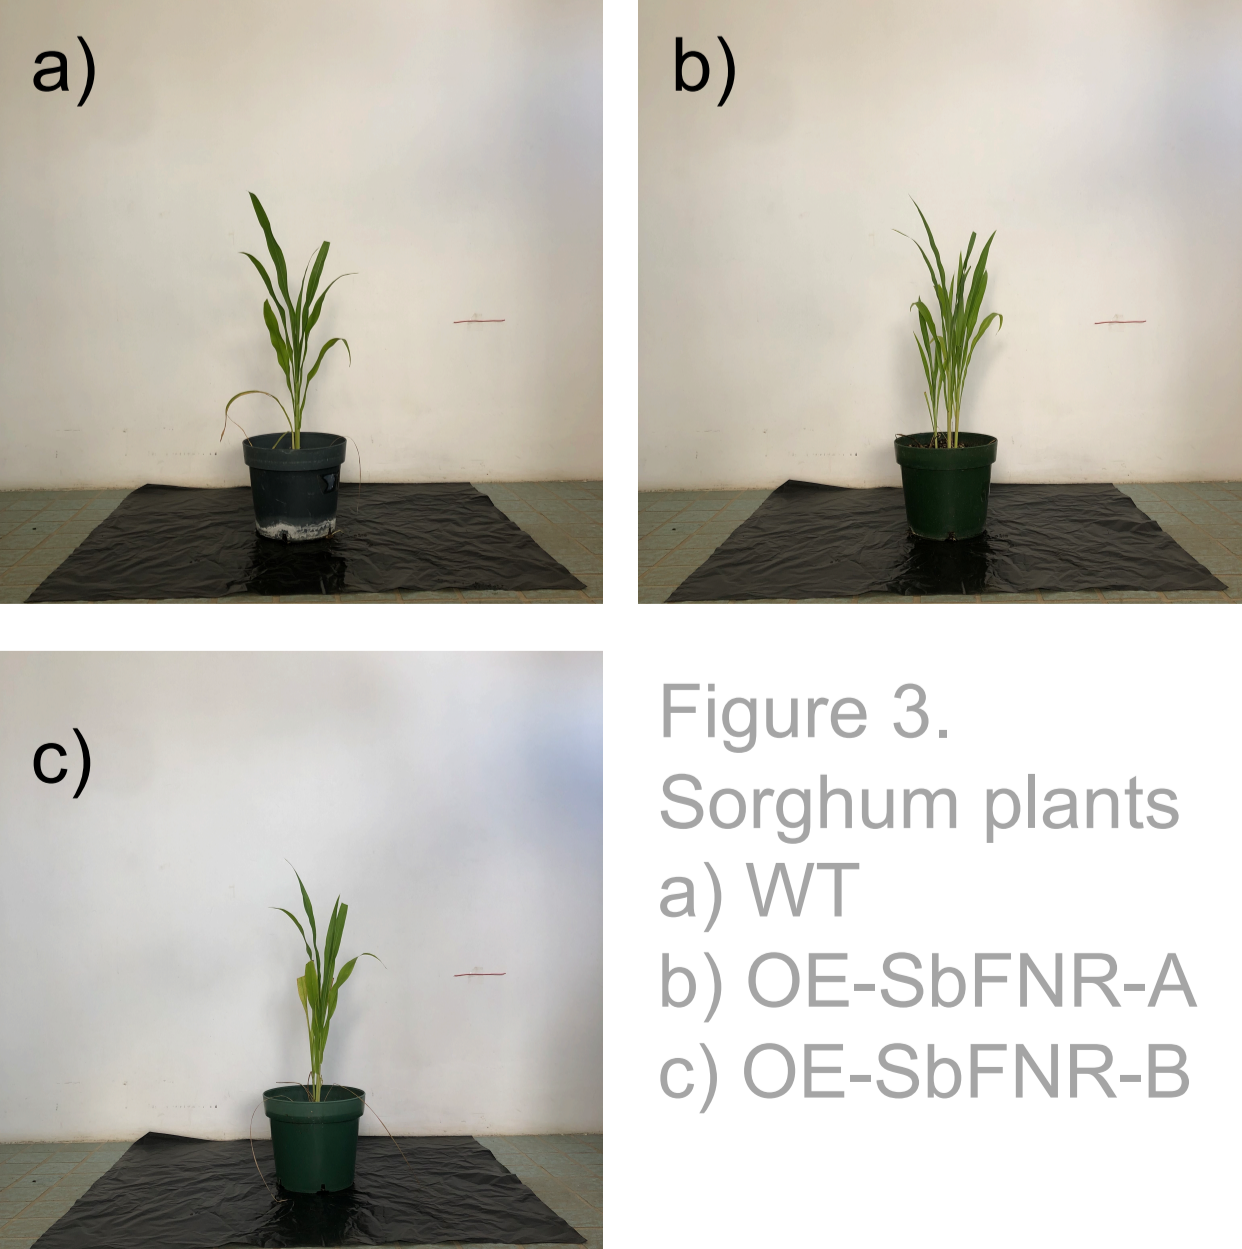 a)
b)
c)
Figure 3.
Sorghum plants
a) WT
b) OE-SbFNR-A
c) OE-SbFNR-B